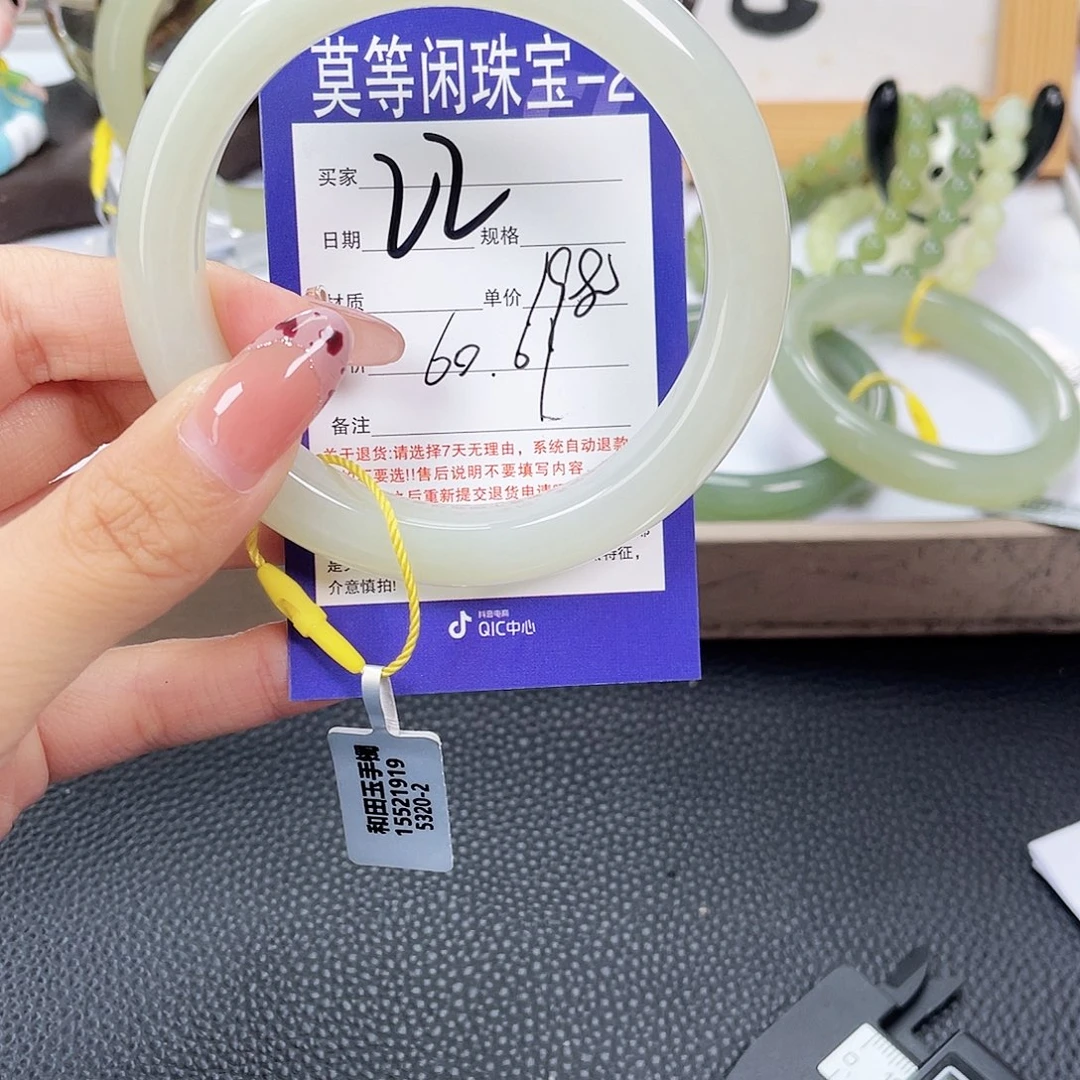 莫等闲珠宝-2
买家
日期
规格
材质
单价 1985
60.61
备注
关于退货:请选择7天无理由，系统自动退款
要选!!售后说明不要填写内容
后重新提交退货申请
特征，
介意慎拍!
抖音电商
QIC中心
和田玉手镯
15521919
5320-2